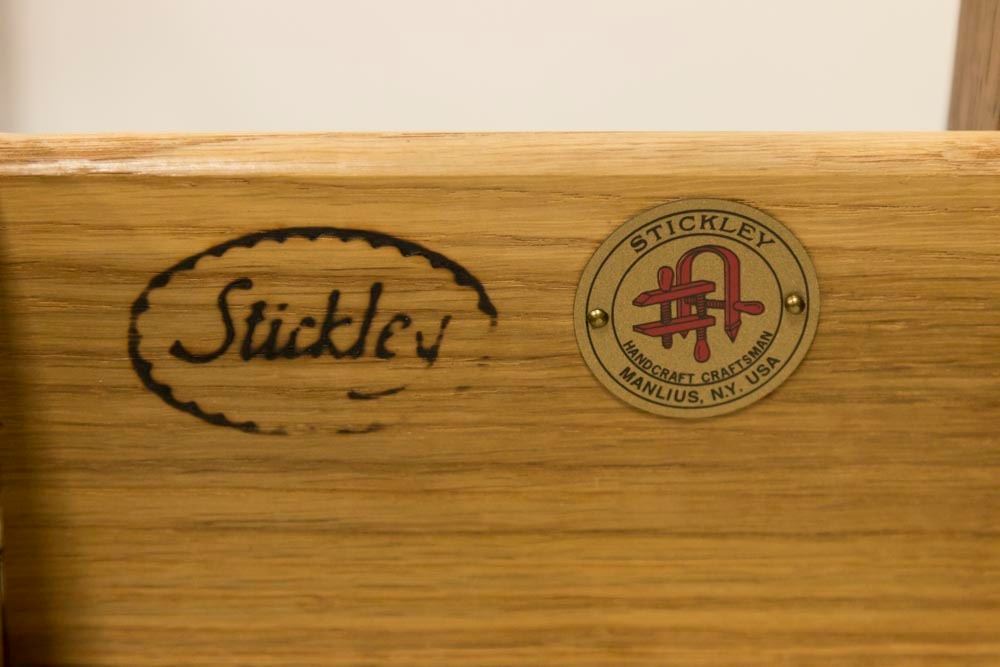 Stickley
STICKLEY
HANDCRAFT CRAFTSMAN
MANLIUS, N.Y. USA